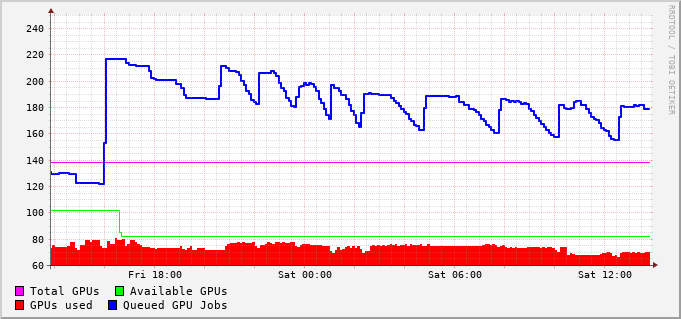 240
220
200
180
160
140
120
100
80
60
Fri 18:00 Sat 00:00 Sat 06:00 Sat 12:00
Total GPUs Available GPUs
GPUs used Queued GPU Jobs
RRDTOOL / TOBI OETIKER